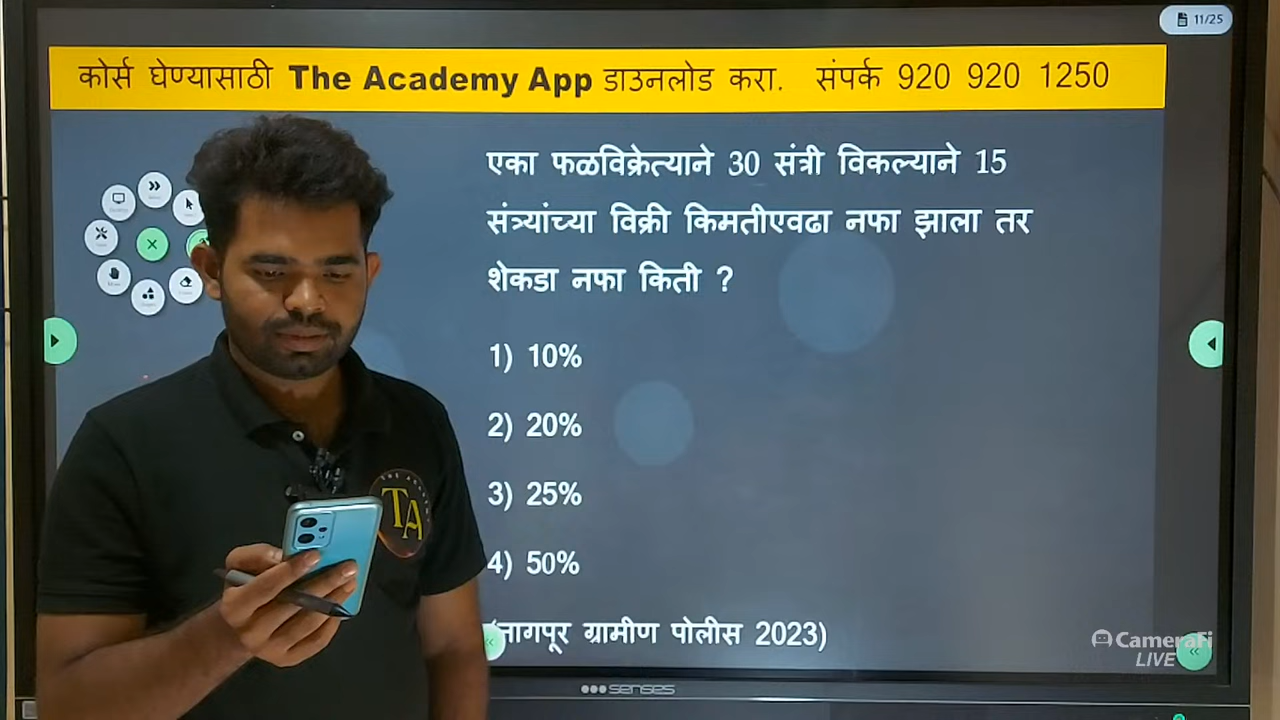 11/25
कोर्स घेण्यासाठी The Academy App डाउनलोड करा. संपर्क 920 920 1250
एका फळविक्रेत्याने 30 संत्री विकल्याने 15
संत्र्यांच्या विक्री किमतीएवढा नफा झाला तर
शेकडा नफा किती ?
1) 10%
2) 20%
3) 25%
4) 50%
(नागपूर ग्रामीण पोलीस 2023)
TA
CameraFi
LIVE
senses